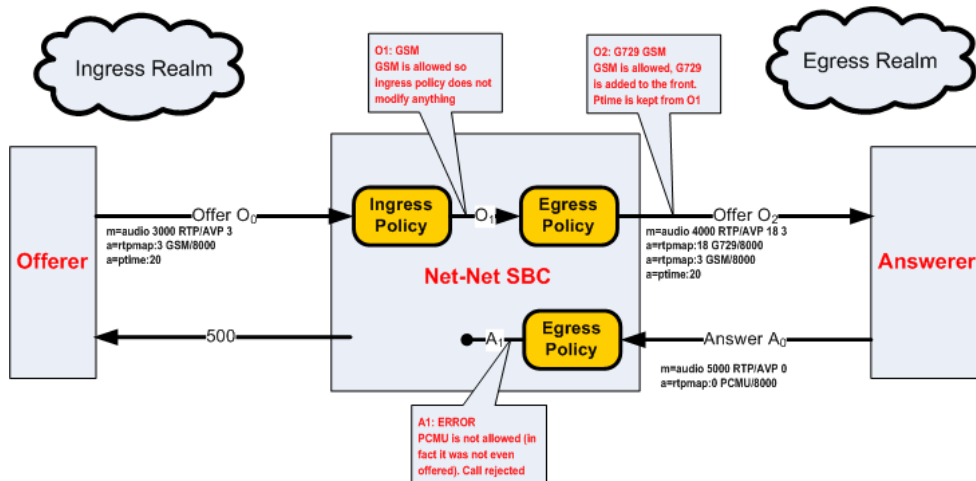 Ingress Realm
Egress Realm
O1: GSM
GSM is allowed so
ingress policy does not
modify anything
O2: G729 GSM
GSM is allowed, G729
is added to the front.
Ptime is kept from O1
Offerer
Offer O0
m=audio 3000 RTP/AVP 3
a=rtpmap:3 GSM/8000
a=ptime:20
Ingress
Policy
O1
Egress
Policy
Offer O2
m=audio 4000 RTP/AVP 18 3
a=rtpmap:18 G729/8000
a=rtpmap:3 GSM/8000
a=ptime:20
Answerer
Net-Net SBC
500
A1
Egress
Policy
Answer A0
m=audio 5000 RTP/AVP 0
a=rtpmap:0 PCMU/8000
A1: ERROR
PCMU is not allowed (in
fact it was not even
offered). Call rejected